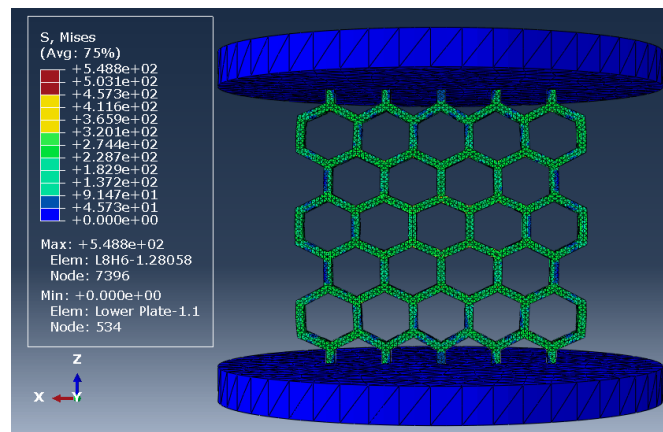 S, Mises
(Avg: 75%)
+5.488e+02
+5.031e+02
+4.573e+02
+4.116e+02
+3.659e+02
+3.201e+02
+2.744e+02
+2.287e+02
+1.829e+02
+1.372e+02
+9.147e+01
+4.573e+01
+0.000e+00
Max: +5.488e+02
Elem: L8H6-1.28058
Node: 7396
Min: +0.000e+00
Elem: Lower Plate-1.1
Node: 534
Z
X
Y